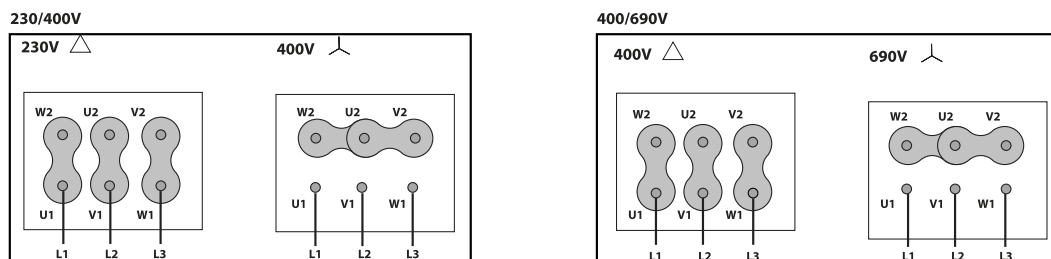 230/400V
230V
400V
W2 U2 V2
W2 U2 V2
U1 V1 W1
U1 V1 W1
L1 L2 L3
L1 L2 L3
400/690V
400V
690V
W2 U2 V2
W2 U2 V2
U1 V1 W1
U1 V1 W1
L1 L2 L3
L1 L2 L3